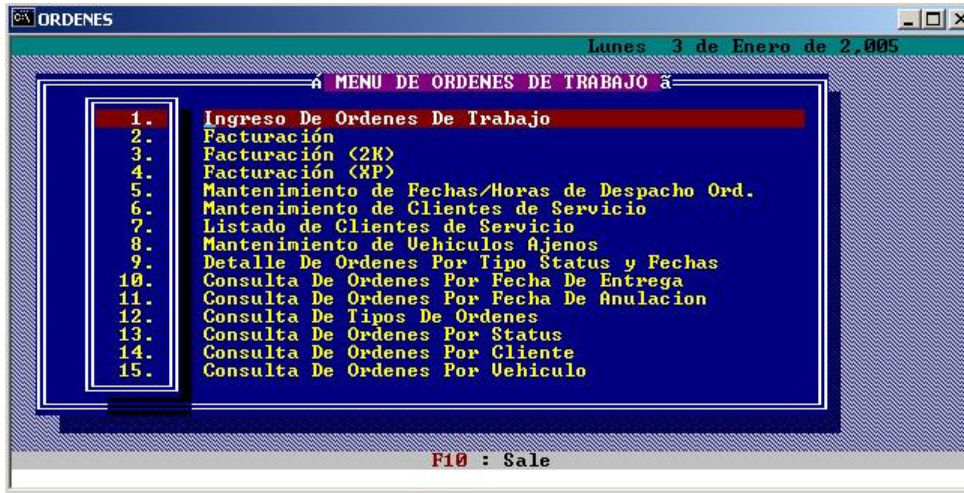 ORDENES
Lunes 3 de Enero de 2,005
Á MENU DE ORDENES DE TRABAJO ã
1. Ingreso De Ordenes De Trabajo
2. Facturación
3. Facturación (2K)
4. Facturación (XP)
5. Mantenimiento de Fechas/Horas de Despacho Ord.
6. Mantenimiento de Clientes de Servicio
7. Listado de Clientes de Servicio
8. Mantenimiento de Vehiculos Ajenos
9. Detalle De Ordenes Por Tipo Status y Fechas
10. Consulta De Ordenes Por Fecha De Entrega
11. Consulta De Ordenes Por Fecha De Anulacion
12. Consulta De Tipos De Ordenes
13. Consulta De Ordenes Por Status
14. Consulta De Ordenes Por Cliente
15. Consulta De Ordenes Por Vehiculo
F10 : Sale